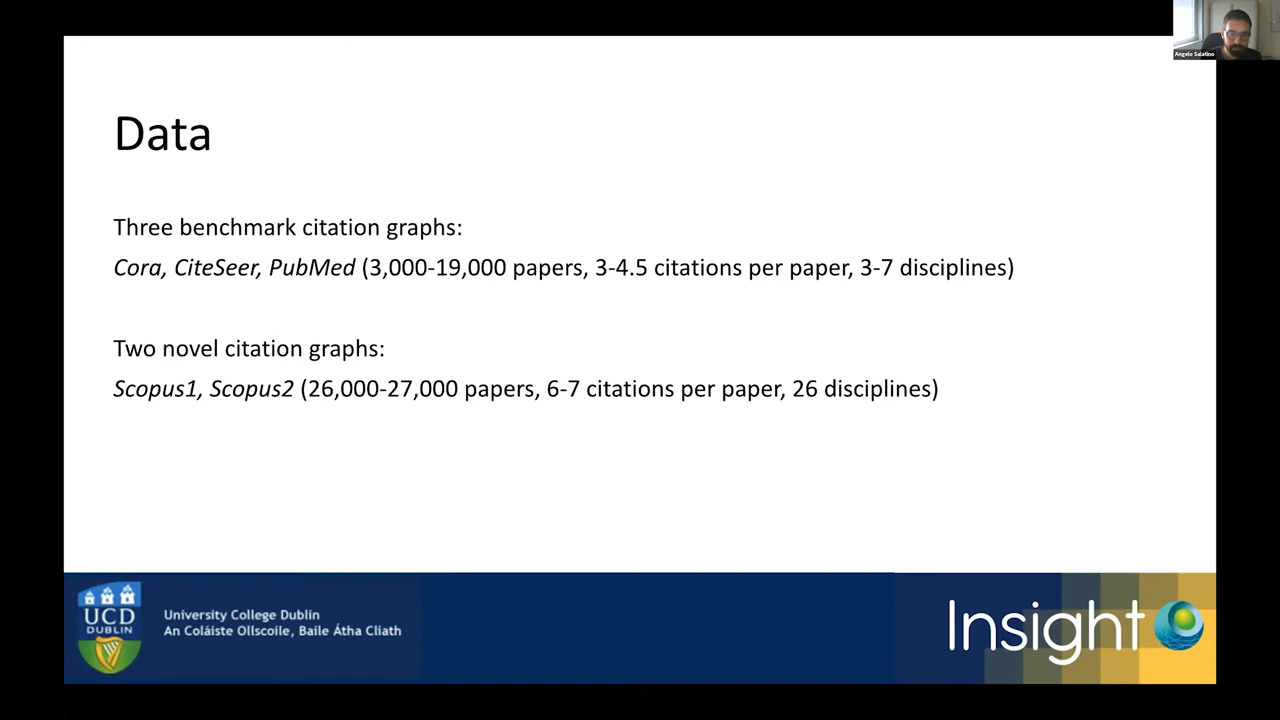 Angelo Salatino
Data
Three benchmark citation graphs:
Cora, CiteSeer, PubMed (3,000-19,000 papers, 3-4.5 citations per paper, 3-7 disciplines)
Two novel citation graphs:
Scopus1, Scopus2 (26,000-27,000 papers, 6-7 citations per paper, 26 disciplines)
UCD
DUBLIN
University College Dublin
An Coláiste Ollscoile, Baile Átha Cliath
Insight